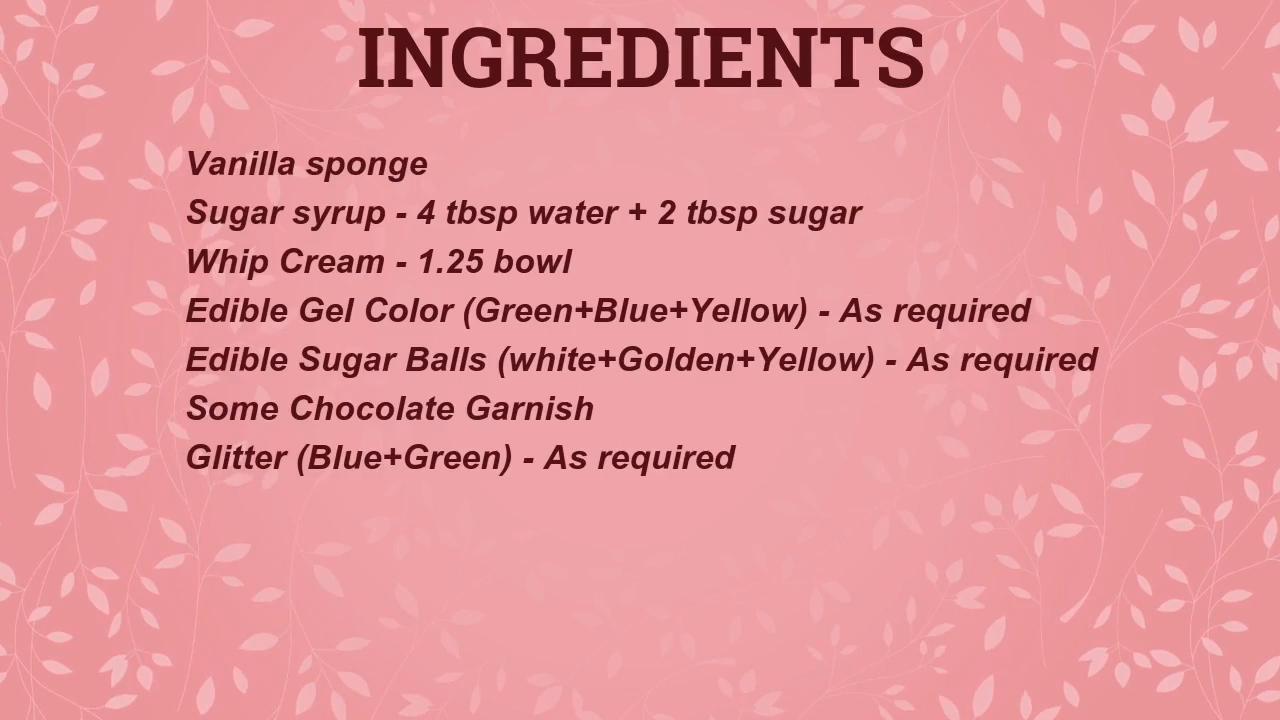 INGREDIENTS
Vanilla sponge
Sugar syrup - 4 tbsp water + 2 tbsp sugar
Whip Cream - 1.25 bowl
Edible Gel Color (Green+Blue+Yellow) - As required
Edible Sugar Balls (white+Golden+Yellow) - As required
Some Chocolate Garnish
Glitter (Blue+Green) - As required